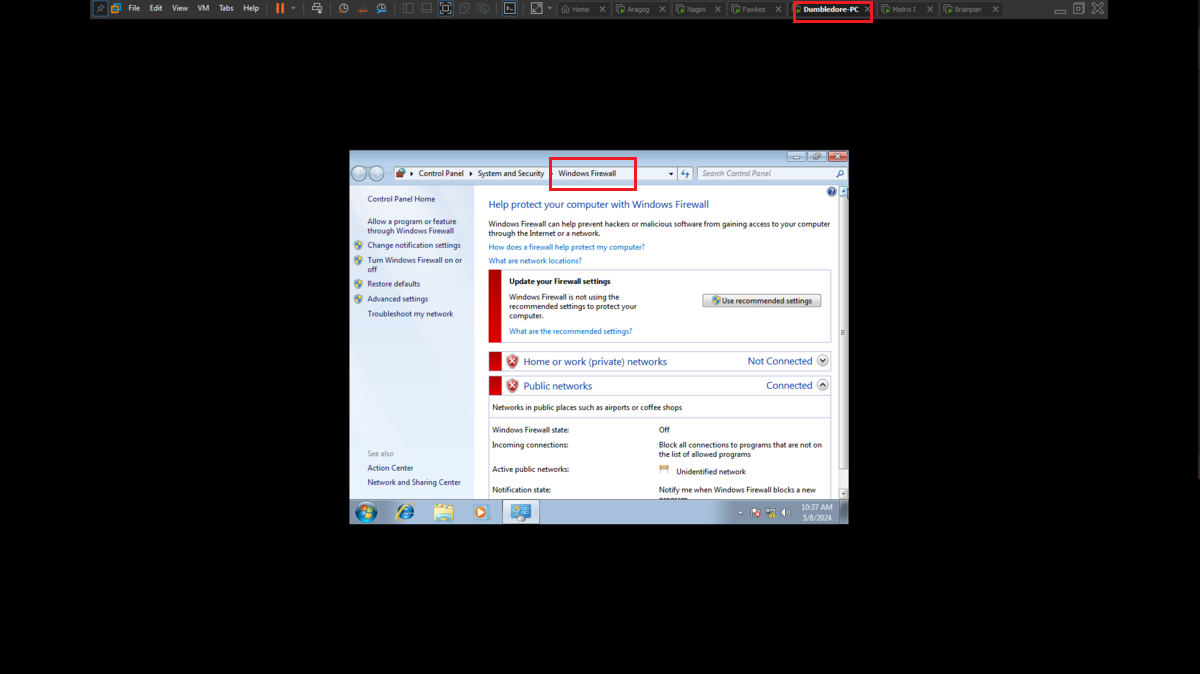 File Edit View VM Tabs Help
Home Aragog Nagini Fawkes Dumbledore-PC Matrix I Brainpan
Control Panel System and Security Windows Firewall Search Control Panel
Control Panel Home
Allow a program or feature
through Windows Firewall
Change notification settings
Turn Windows Firewall on or
off
Restore defaults
Advanced settings
Troubleshoot my network
See also
Action Center
Network and Sharing Center
Help protect your computer with Windows Firewall
Windows Firewall can help prevent hackers or malicious software from gaining access to your computer
through the Internet or a network.
How does a firewall help protect my computer?
What are network locations?
Update your Firewall settings
Windows Firewall is not using the
recommended settings to protect your
computer.
What are the recommended settings?
Use recommended settings
Home or work (private) networks Not Connected
Public networks Connected
Networks in public places such as airports or coffee shops
Windows Firewall state: Off
Incoming connections: Block all connections to programs that are not on
the list of allowed programs
Active public networks: Unidentified network
Notification state: Notify me when Windows Firewall blocks a new
program
10:37 AM
5/8/2024